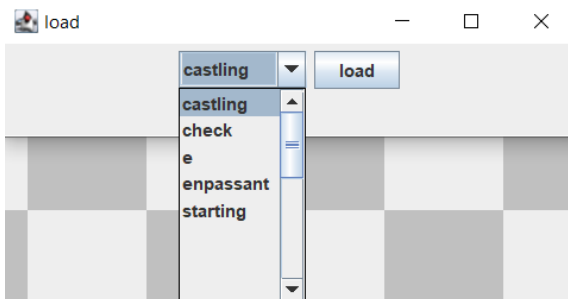 load
castling load
castling
check
e
enpassant
starting